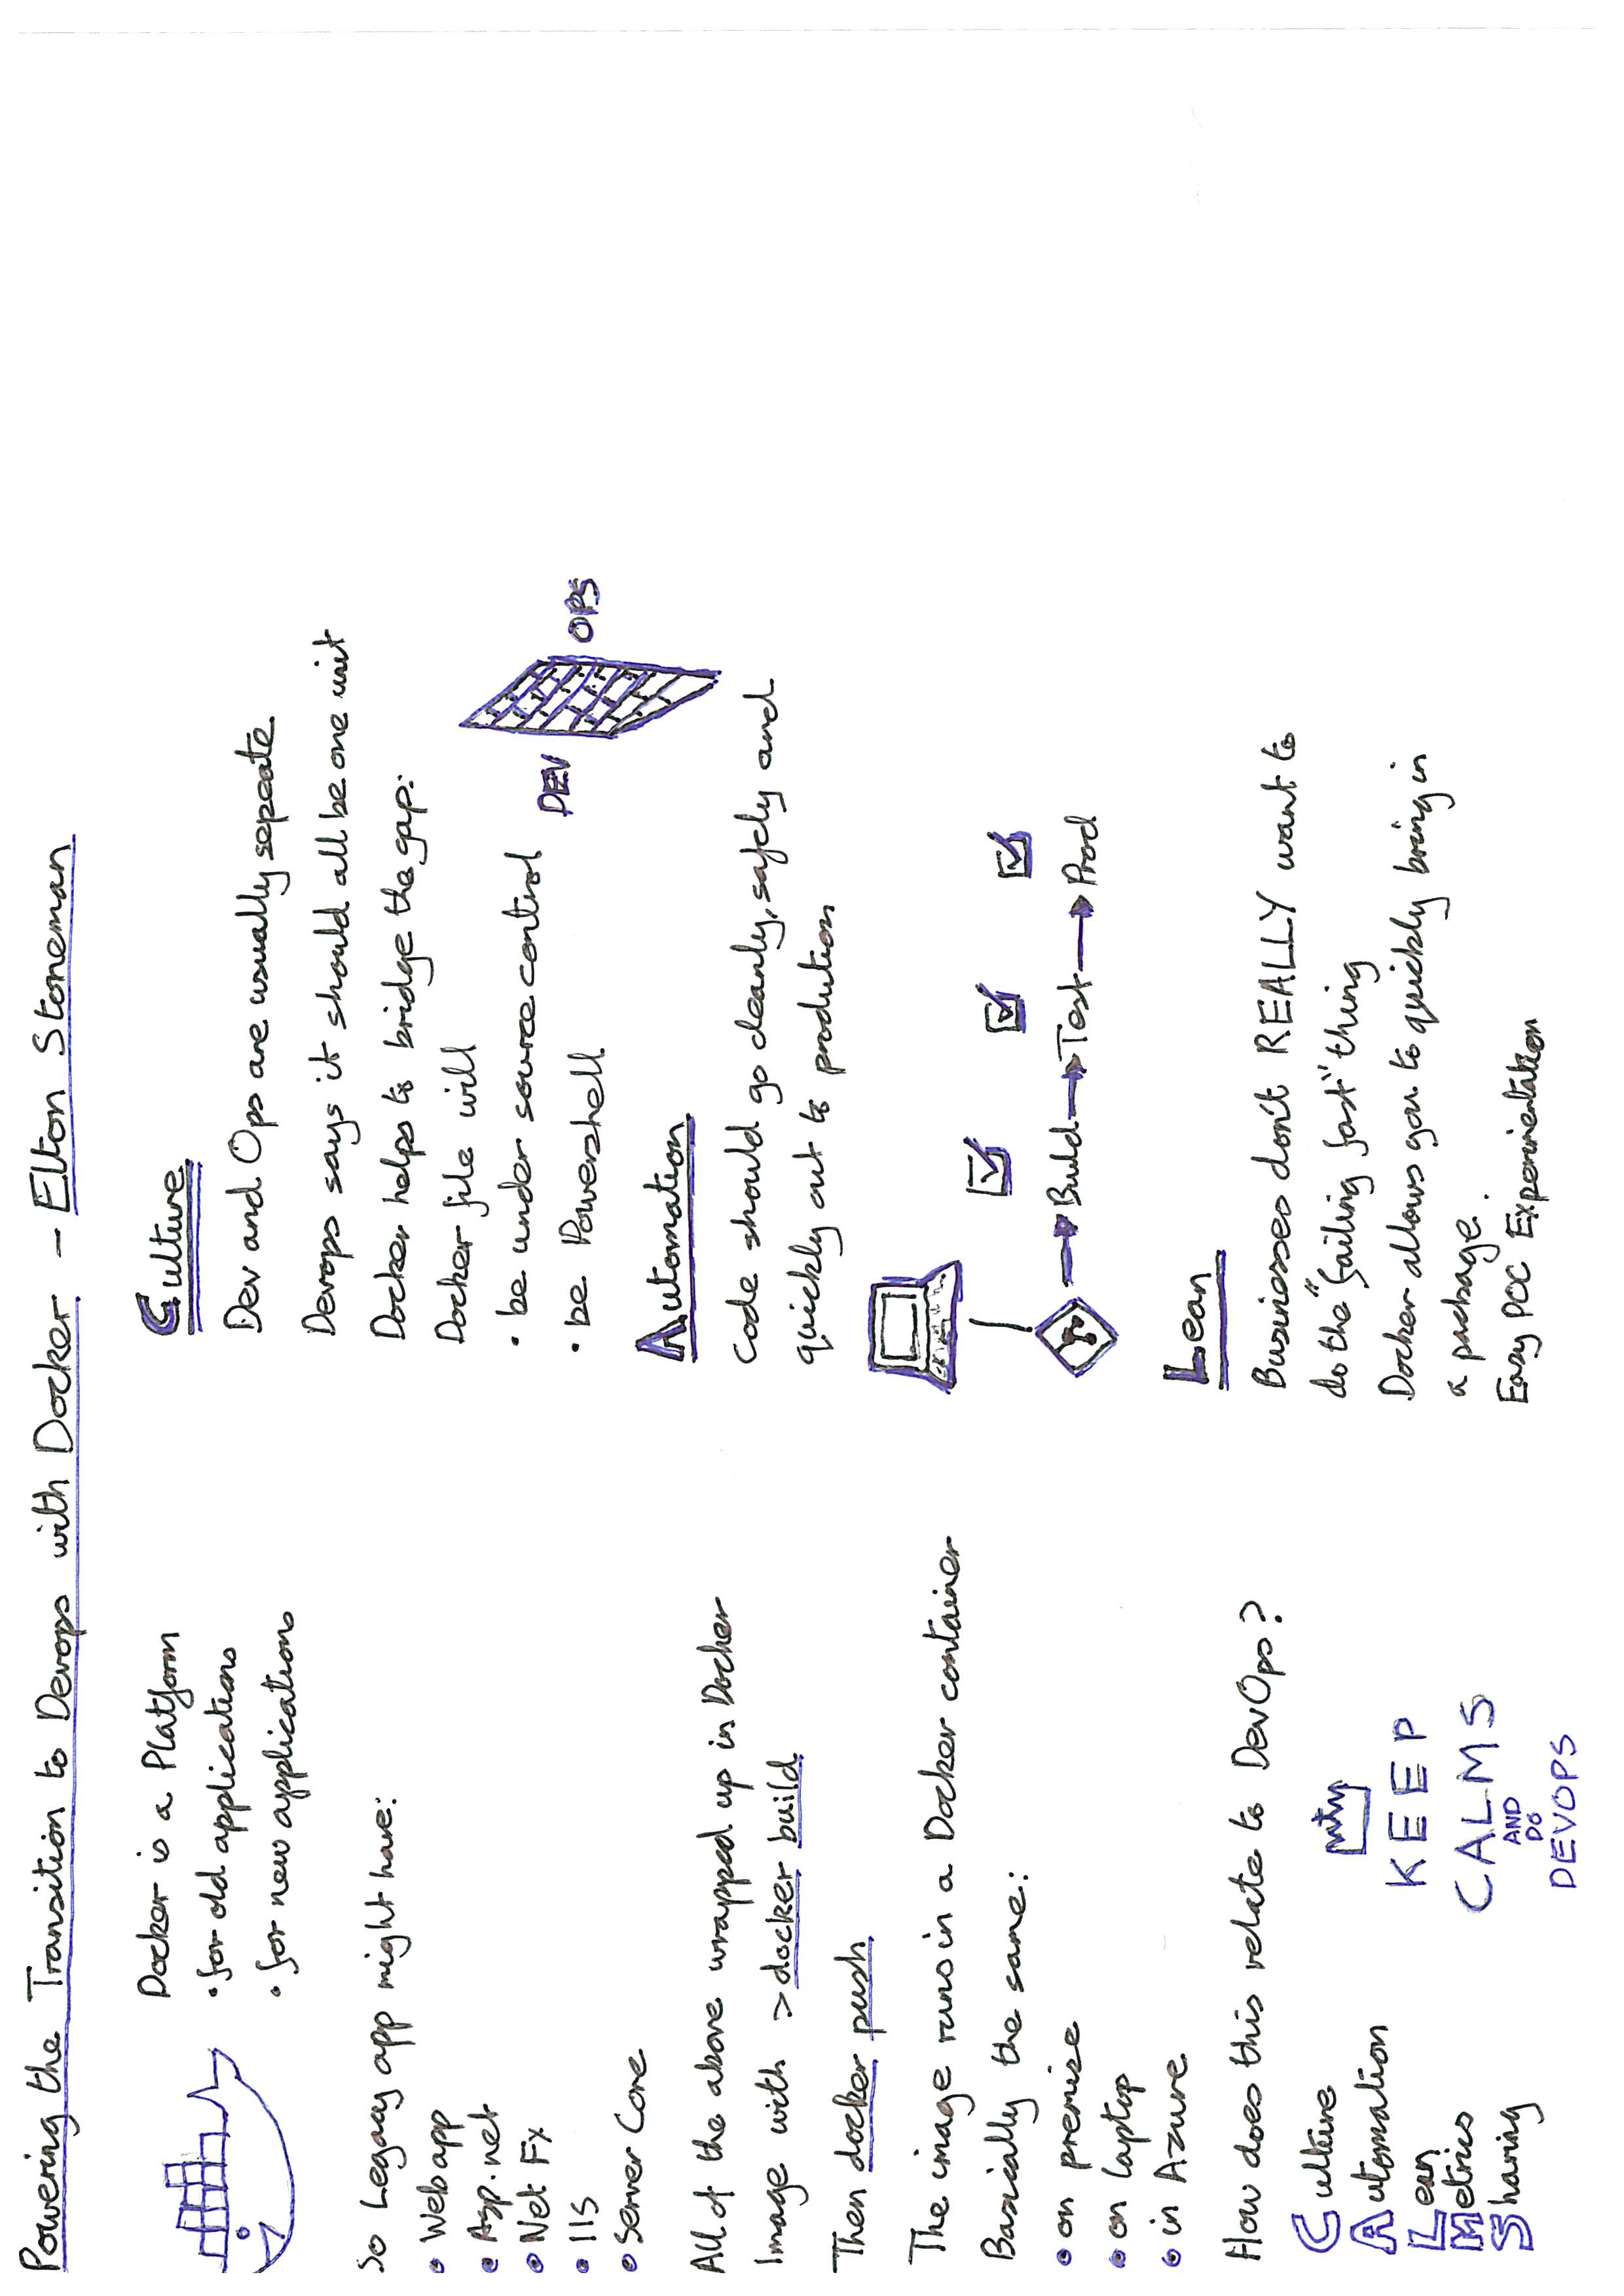 Powering the Transition to Devops with Docker - Elton Stoneman
Docker is a Platform
• for old applications
• for new applications
So Legacy app might have:
• Web app
• Asp.net
• Net Fx
• IIS
• Server Core
All of the above wrapped up in Docker
Image with >docker build
Then docker push
The image runs in a Docker container
Basically the same:
• on premise
• on laptop
• in Azure
How does this relate to DevOps?
Culture
Automation
Lean
Metrics
Sharing
KEEP
CALMS
AND
DO
DEVOPS
Culture
Dev and Ops are usually sepeate
Devops says it should all be one unit
Docker helps to bridge the gap:
Docker file will
• be under source control
• be Powershell
DEV
OPS
Automation
Code should go cleanly, safely and
quickly out to prodution
Build Test Prod
Lean
Businesses don't REALLY want to
do the "failing fast" thing
Docker allows you to quickly bring in
a package.
Easy POC Experimentation